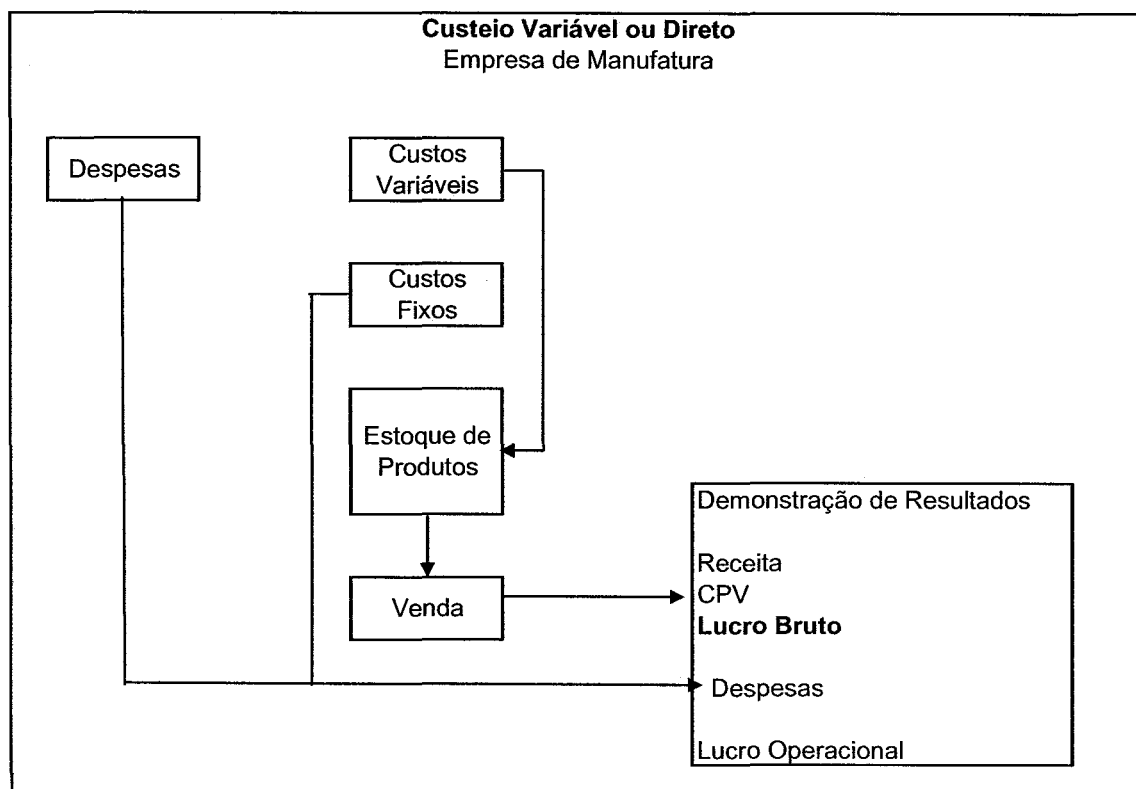 Custeio Variável ou Direto
Empresa de Manufatura
Despesas
Custos
Variáveis
Custos
Fixos
Estoque de
Produtos
Venda
Demonstração de Resultados
Receita
CPV
Lucro Bruto
Despesas
Lucro Operacional